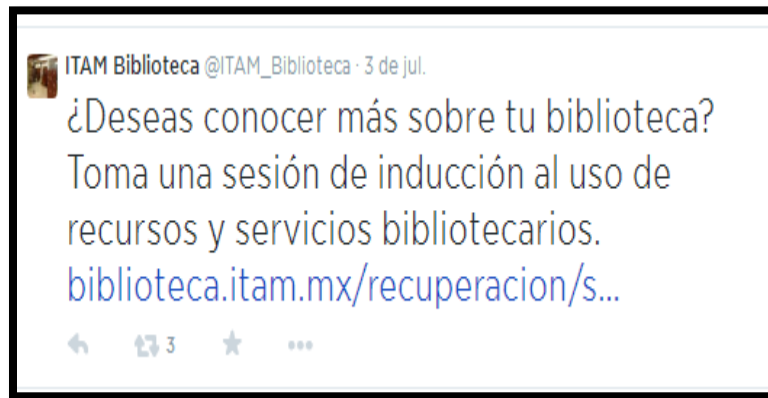 ITAM Biblioteca @ITAM_Biblioteca · 3 de jul.
¿Deseas conocer más sobre tu biblioteca?
Toma una sesión de inducción al uso de
recursos y servicios bibliotecarios.
biblioteca.itam.mx/recuperacion/s...
3